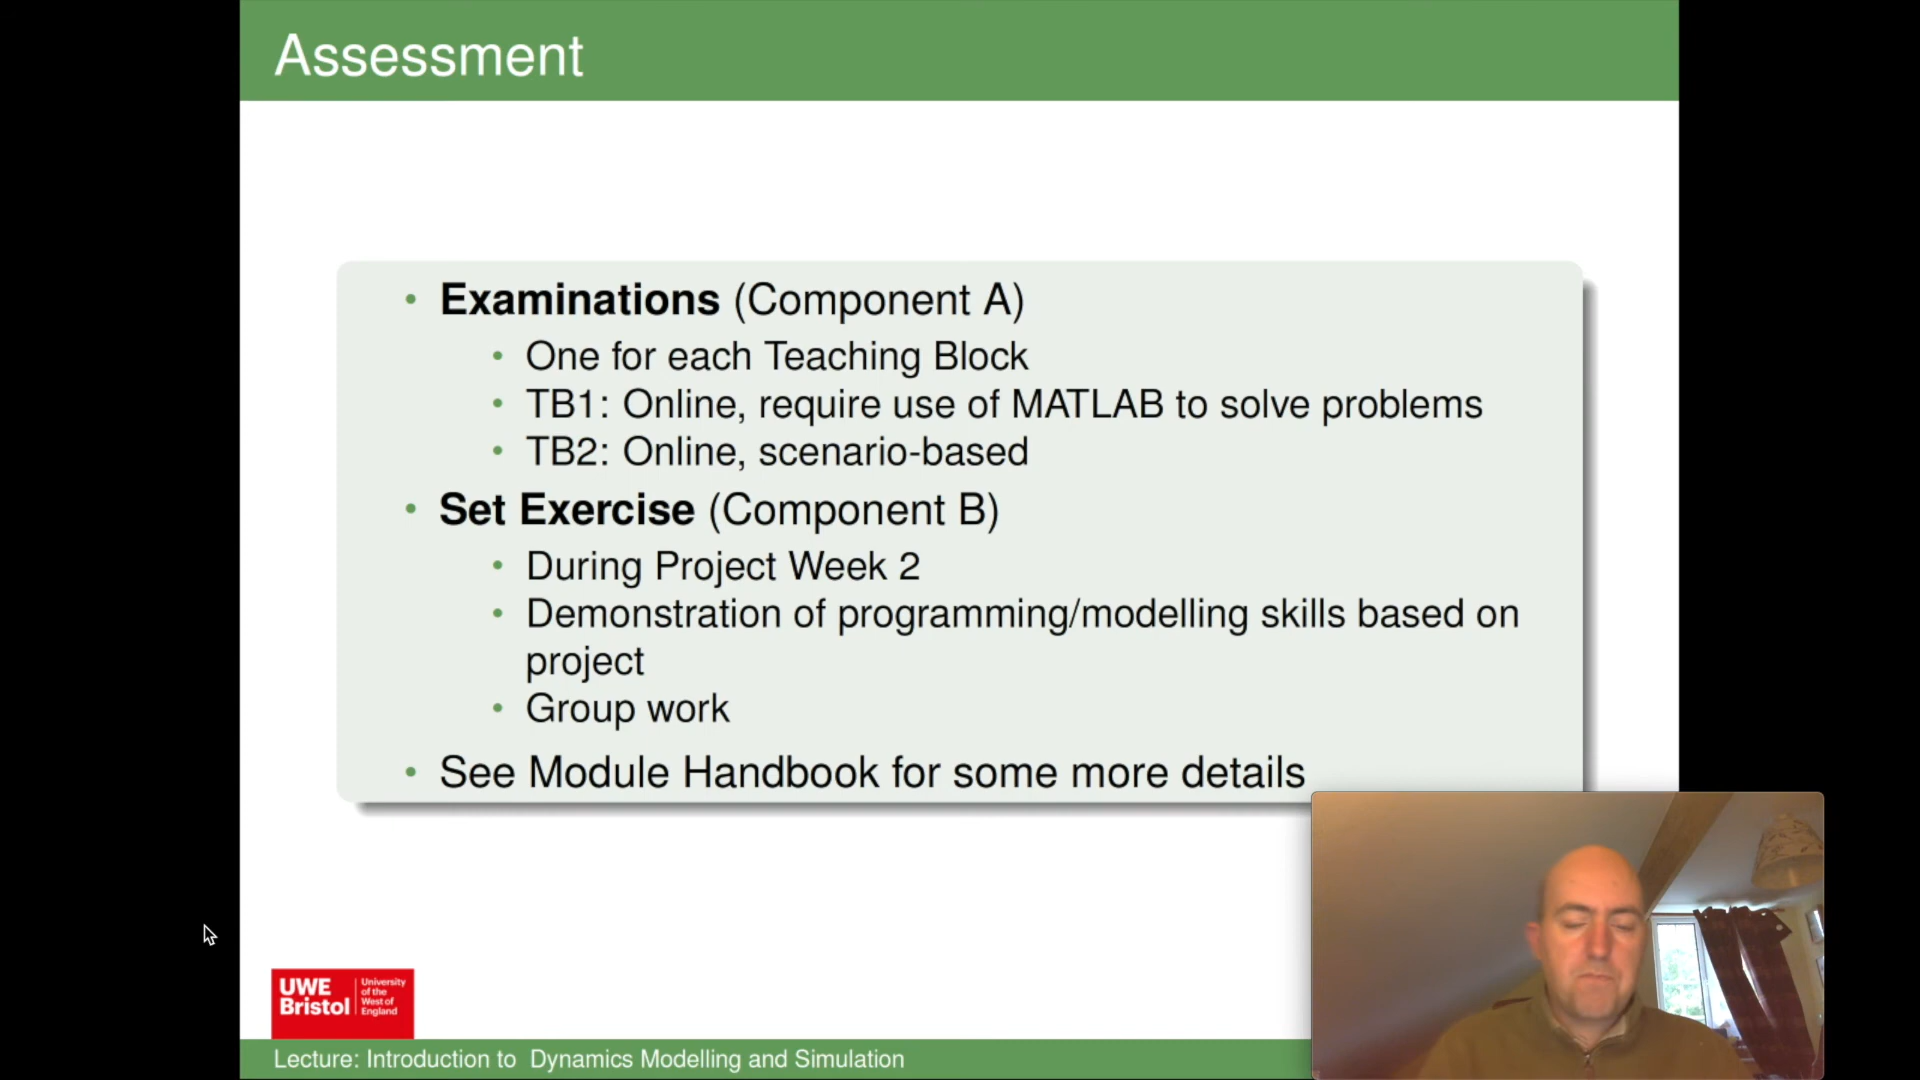 Assessment
• Examinations (Component A)
• One for each Teaching Block
• TB1: Online, require use of MATLAB to solve problems
• TB2: Online, scenario-based
• Set Exercise (Component B)
• During Project Week 2
• Demonstration of programming/modelling skills based on
project
• Group work
• See Module Handbook for some more details
UWE
Bristol
University
of the
West of
England
Lecture: Introduction to Dynamics Modelling and Simulation